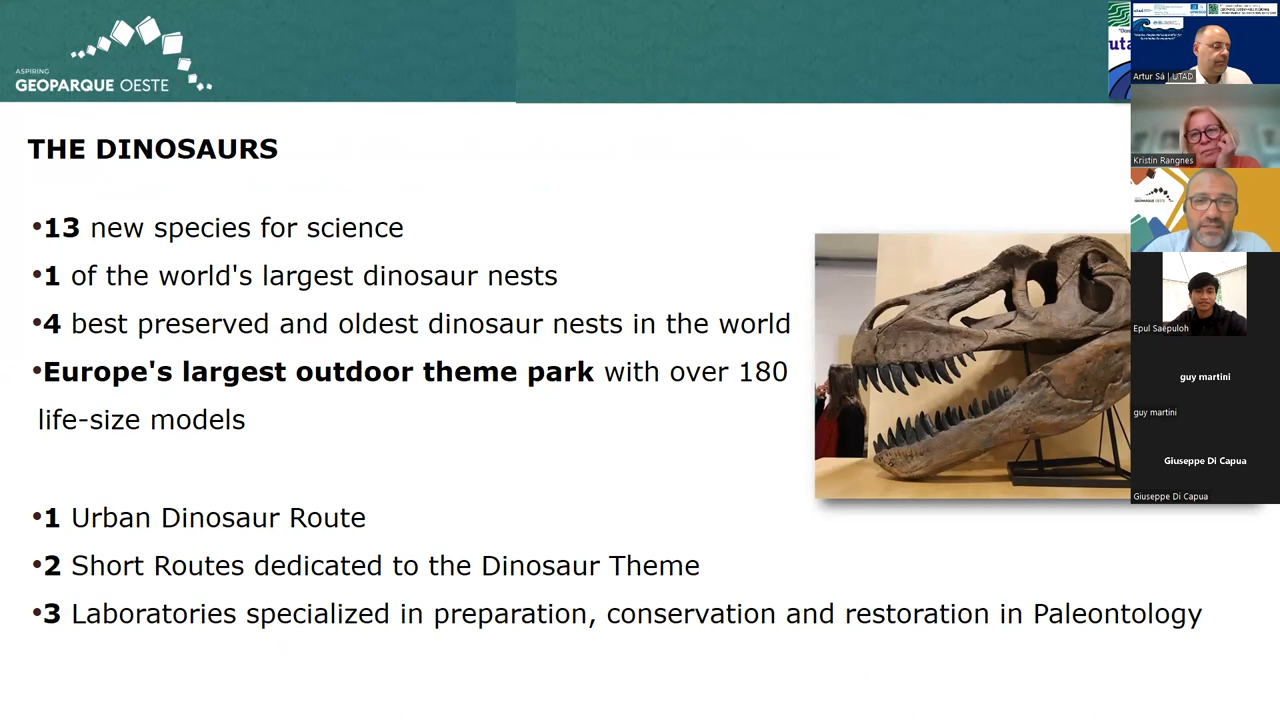 ASPIRING
GEOPARQUE OESTE
THE DINOSAURS
•13 new species for science
•1 of the world's largest dinosaur nests
•4 best preserved and oldest dinosaur nests in the world
•Europe's largest outdoor theme park with over 180
life-size models
•1 Urban Dinosaur Route
•2 Short Routes dedicated to the Dinosaur Theme
•3 Laboratories specialized in preparation, conservation and restoration in Paleontology
Artur Sá | UTAD
Kristin Rangnes
GEOPARQUE OESTE
Epul Saepuloh
guy martini
guy martini
Giuseppe Di Capua
Giuseppe Di Capua